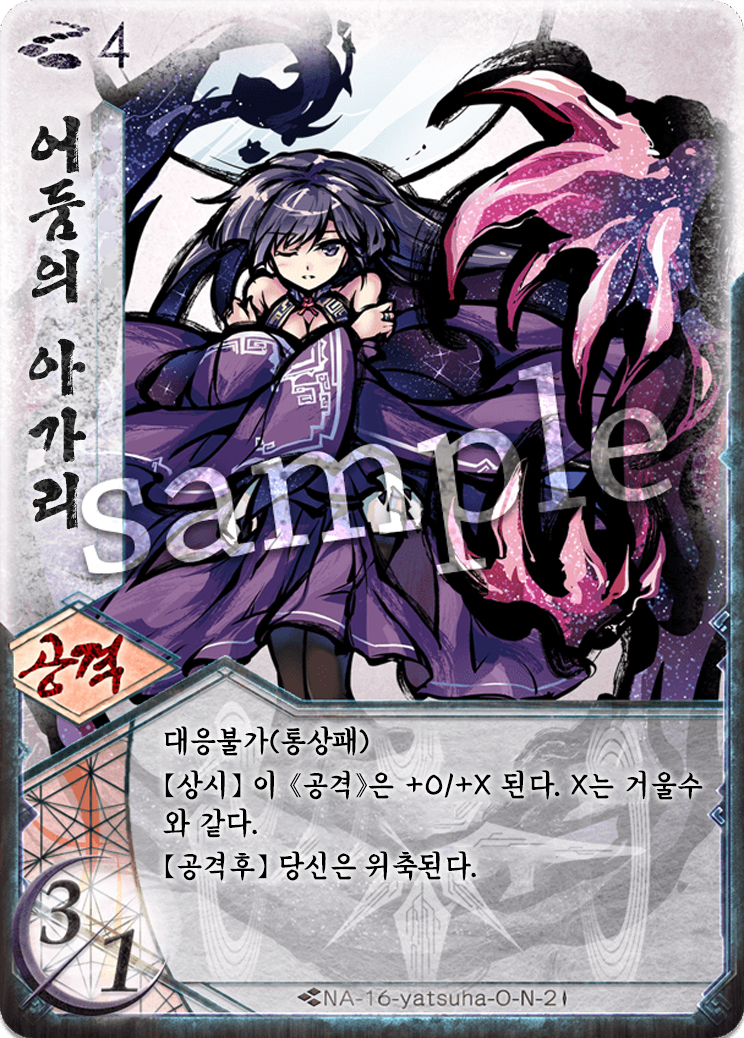 4
어둠의 아가리
sample
공격
대응불가(통상패)
【상시】 이 《공격》은 +0/+X 된다. X는 거울수
와 같다.
【공격후】 당신은 위축된다.
3/1
NA-16-yatsuha-O-N-2